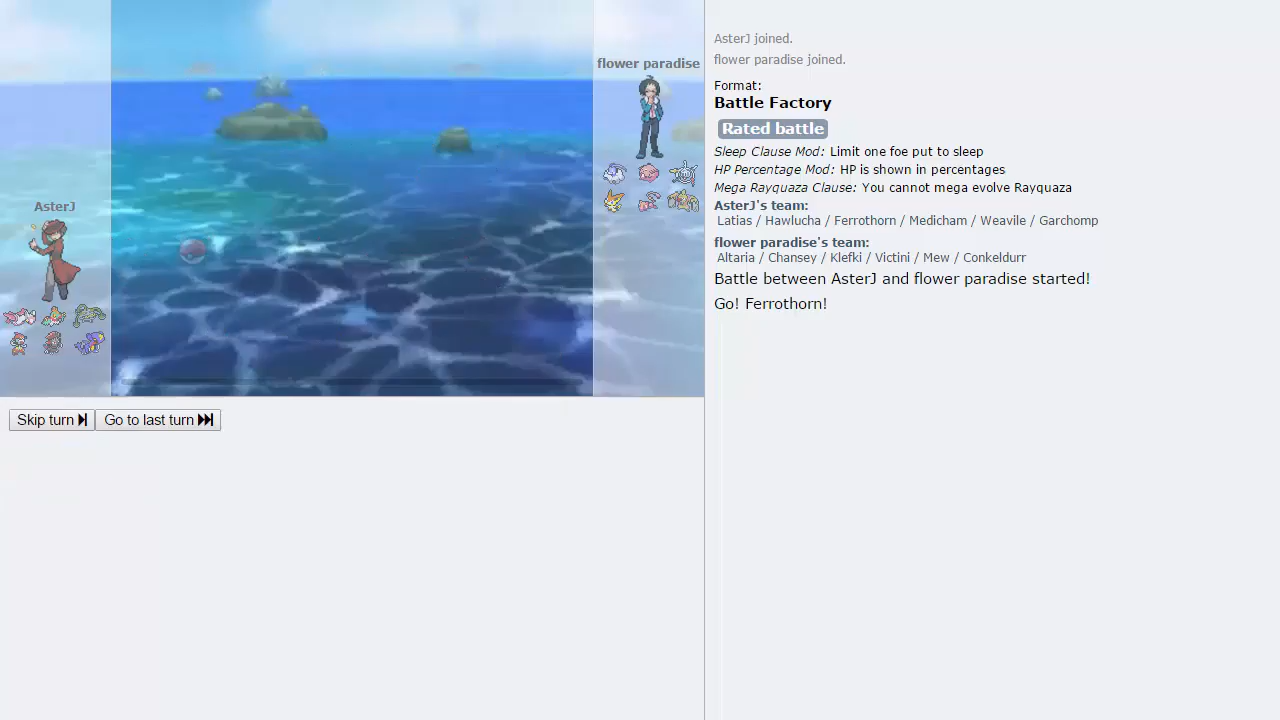 flower paradise
AsterJ
Skip turn
Go to last turn
AsterJ joined.
flower paradise joined.
Format:
Battle Factory
Rated battle
Sleep Clause Mod: Limit one foe put to sleep
HP Percentage Mod: HP is shown in percentages
Mega Rayquaza Clause: You cannot mega evolve Rayquaza
AsterJ's team:
Latias / Hawlucha / Ferrothorn / Medicham / Weavile / Garchomp
flower paradise's team:
Altaria / Chansey / Klefki / Victini / Mew / Conkeldurr
Battle between AsterJ and flower paradise started!
Go! Ferrothorn!